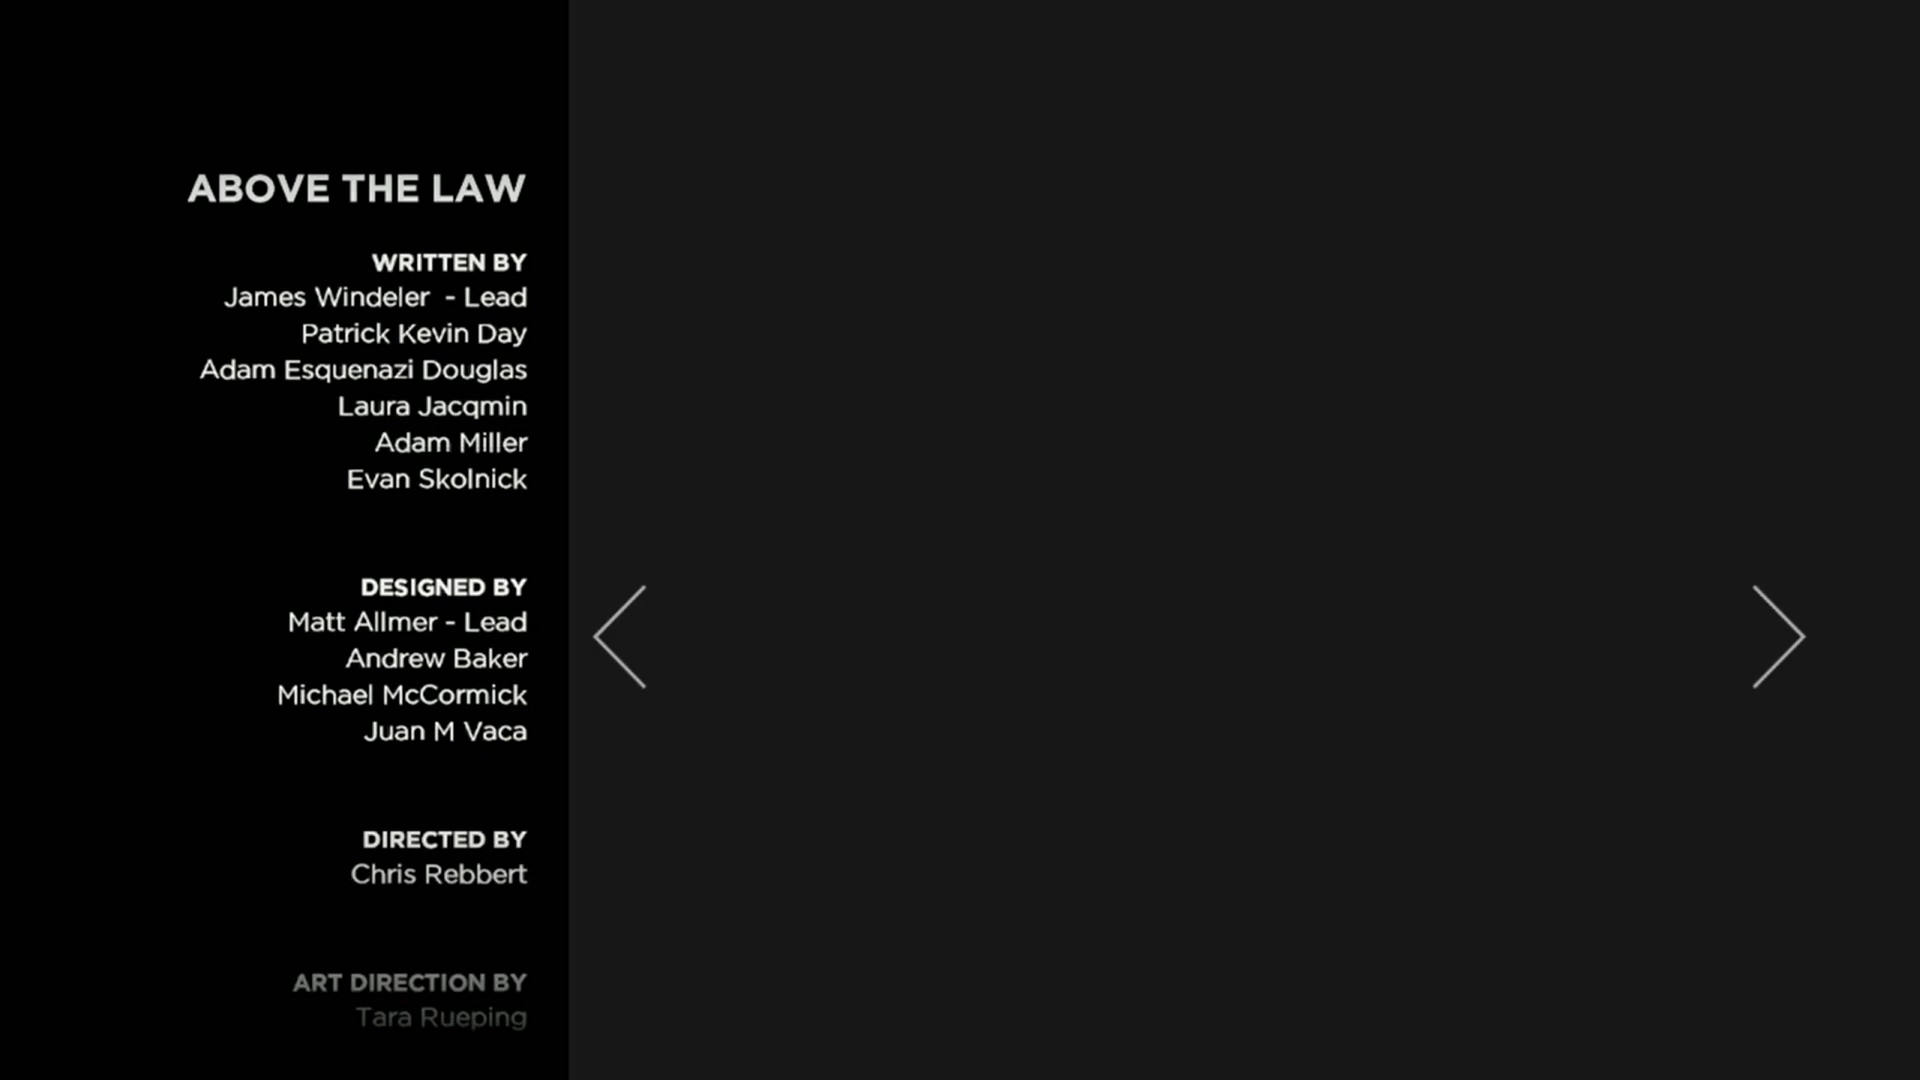 ABOVE THE LAW
WRITTEN BY
James Windeler - Lead
Patrick Kevin Day
Adam Esquenazi Douglas
Laura Jacqmin
Adam Miller
Evan Skolnick
DESIGNED BY
Matt Allmer - Lead
Andrew Baker
Michael McCormick
Juan M Vaca
DIRECTED BY
Chris Rebbert
ART DIRECTION BY
Tara Rueping